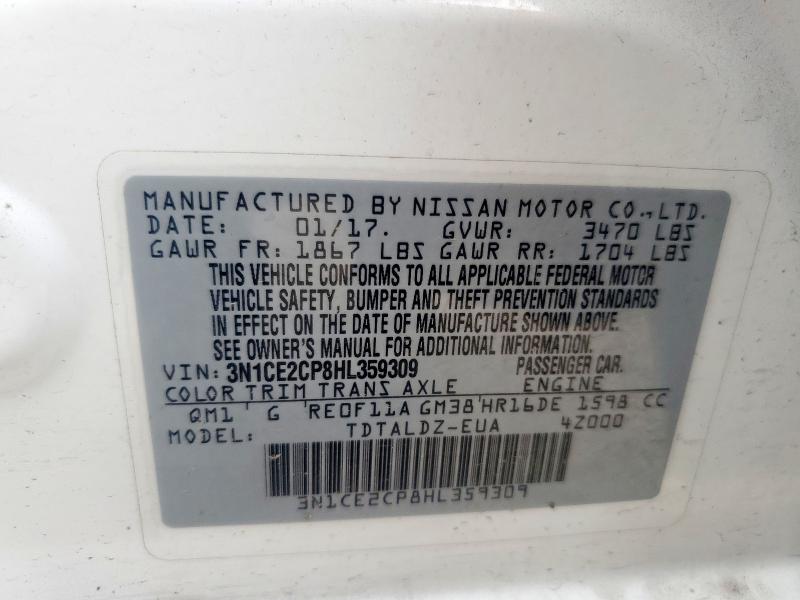 MANUFACTURED BY NISSAN MOTOR CO., LTD.
DATE: 01/17. GVWR: 3470 LBS
GAWR FR: 1867 LBS GAWR RR: 1704 LBS
THIS VEHICLE CONFORMS TO ALL APPLICABLE FEDERAL MOTOR
VEHICLE SAFETY, BUMPER AND THEFT PREVENTION STANDARDS
IN EFFECT ON THE DATE OF MANUFACTURE SHOWN ABOVE.
SEE OWNER'S MANUAL FOR ADDITIONAL INFORMATION.
VIN: 3N1CE2CP8HL359309 PASSENGER CAR.
COLOR TRIM TRANS AXLE ENGINE
QM1 G RE0F11A GM38 HR16DE 1598 CC
MODEL: TDTALDZ-EUA 4Z000
3N1CE2CP8HL359309